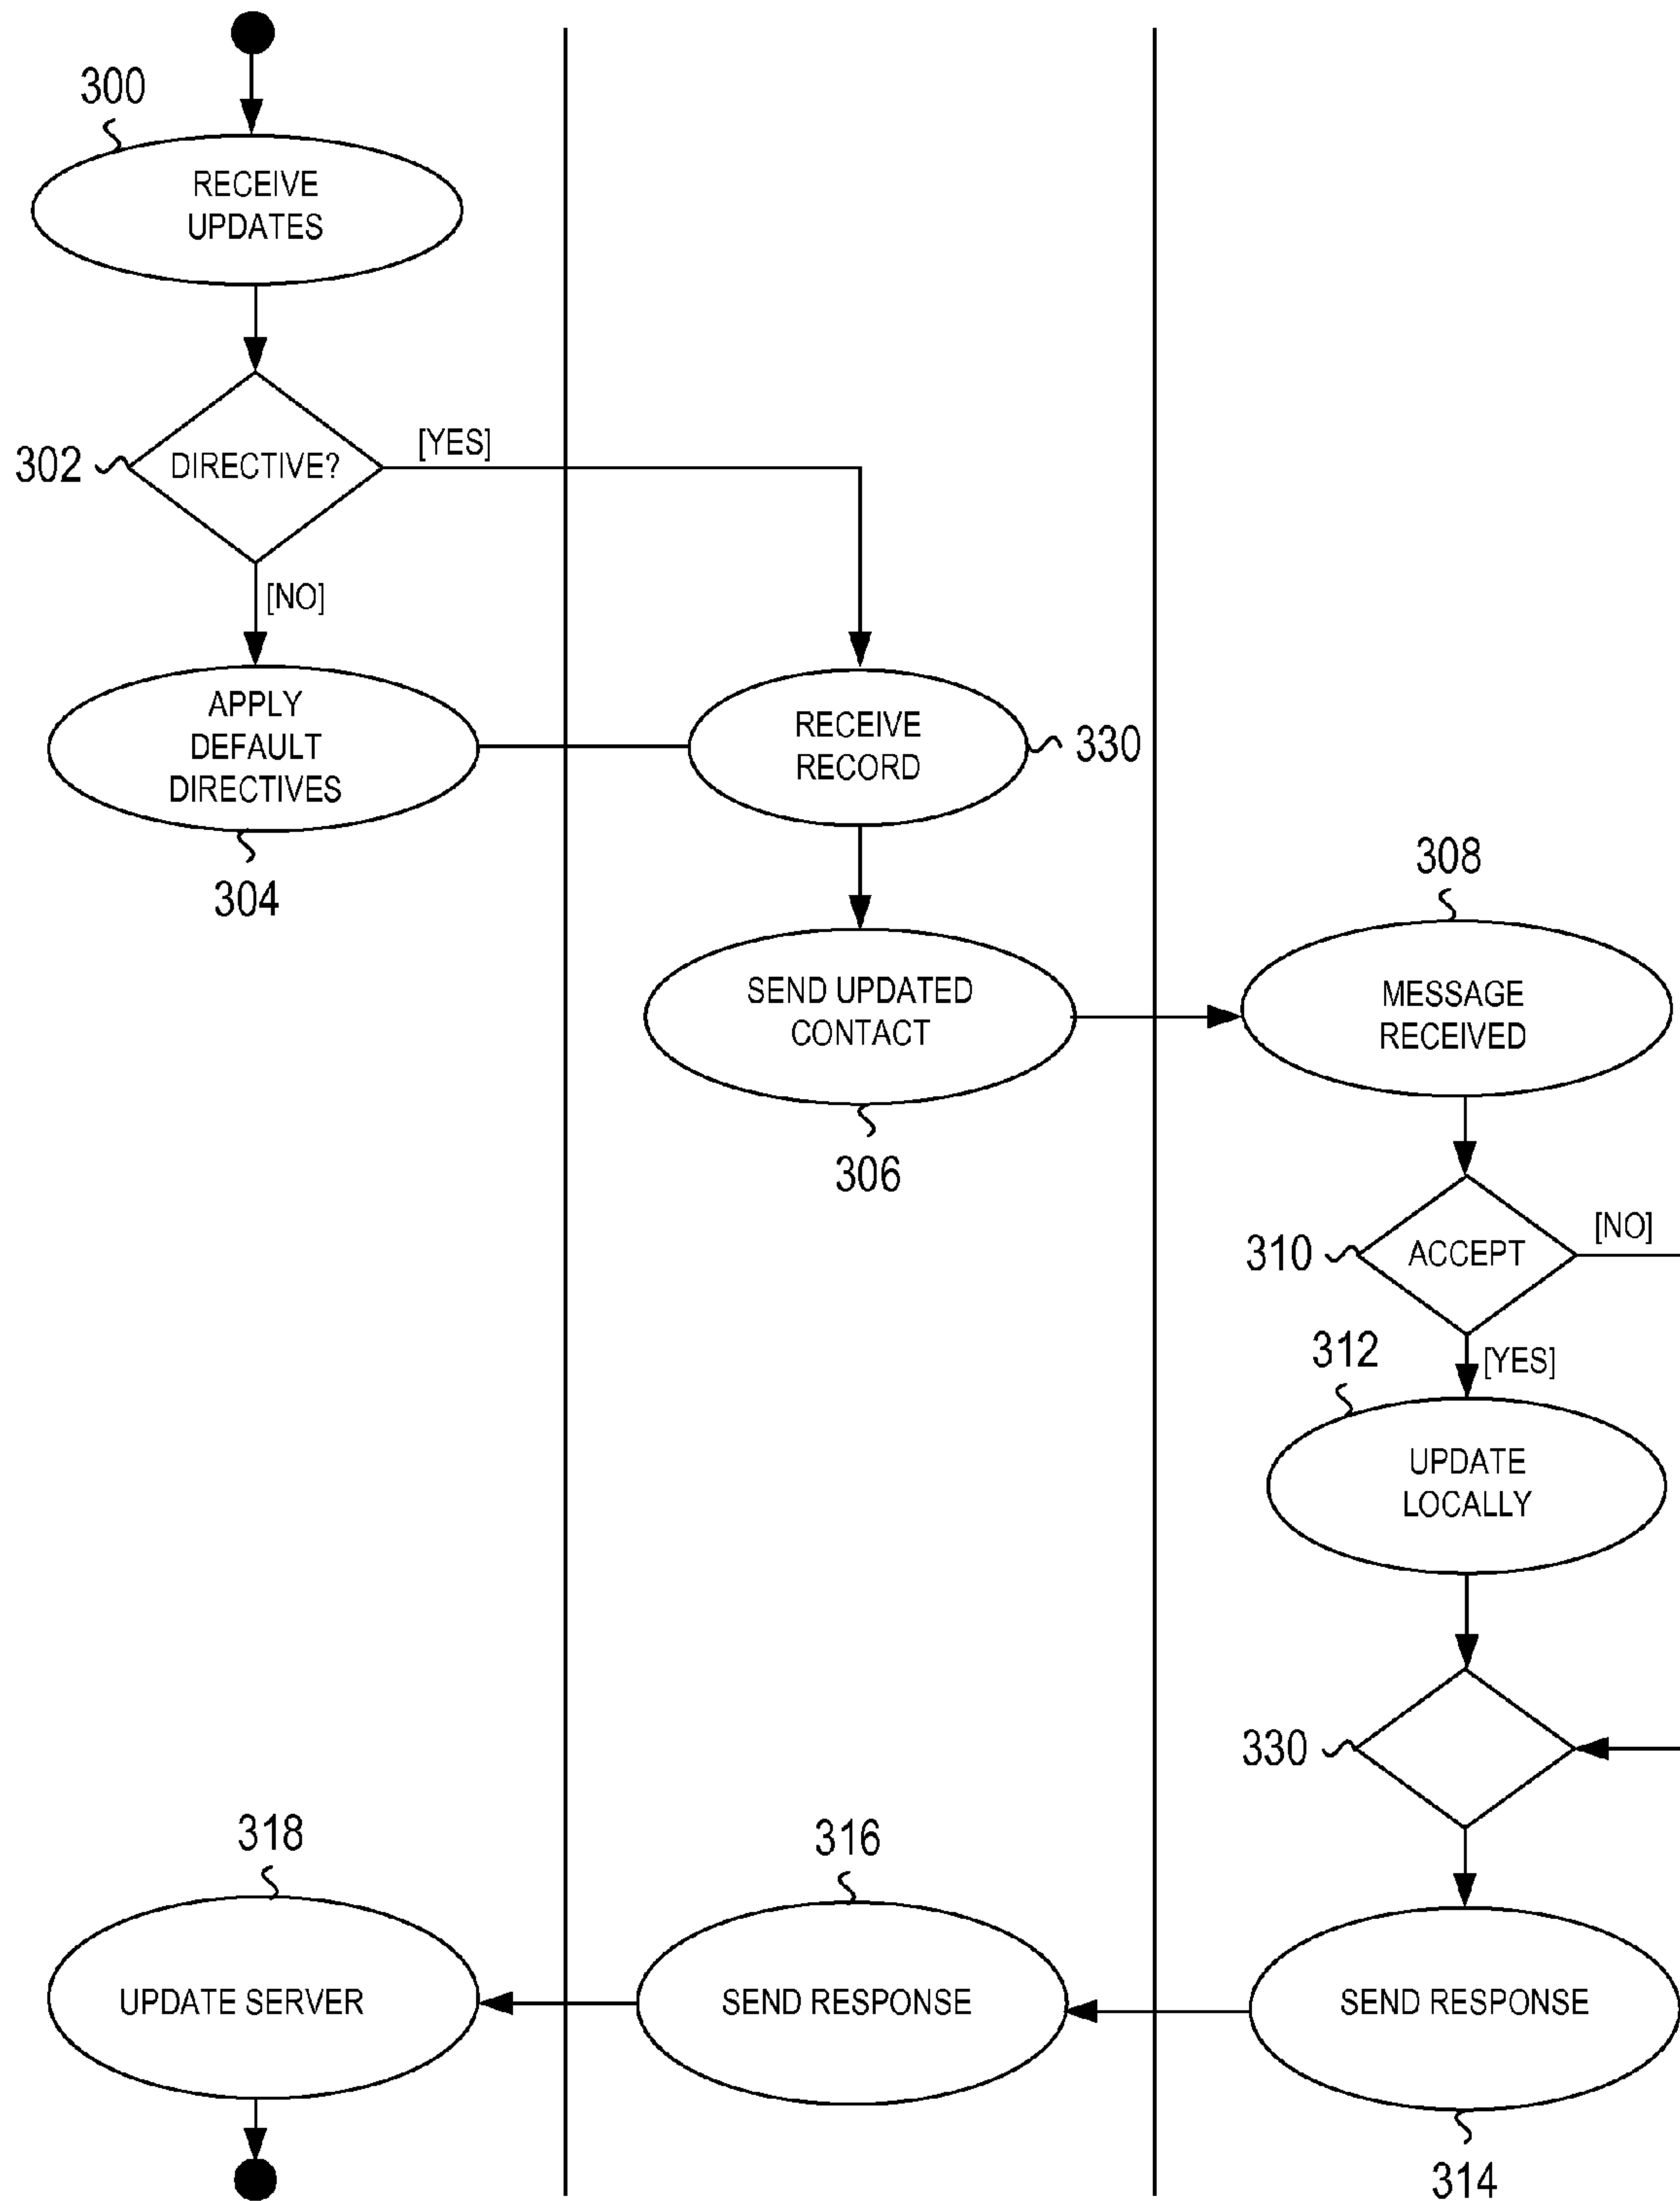 300
RECEIVE
UPDATES
302
DIRECTIVE?
[YES]
[NO]
APPLY
DEFAULT
DIRECTIVES
304
RECEIVE
RECORD
330
SEND UPDATED
CONTACT
306
308
MESSAGE
RECEIVED
310
ACCEPT
[NO]
[YES]
312
UPDATE
LOCALLY
330
318
UPDATE SERVER
316
SEND RESPONSE
SEND RESPONSE
314